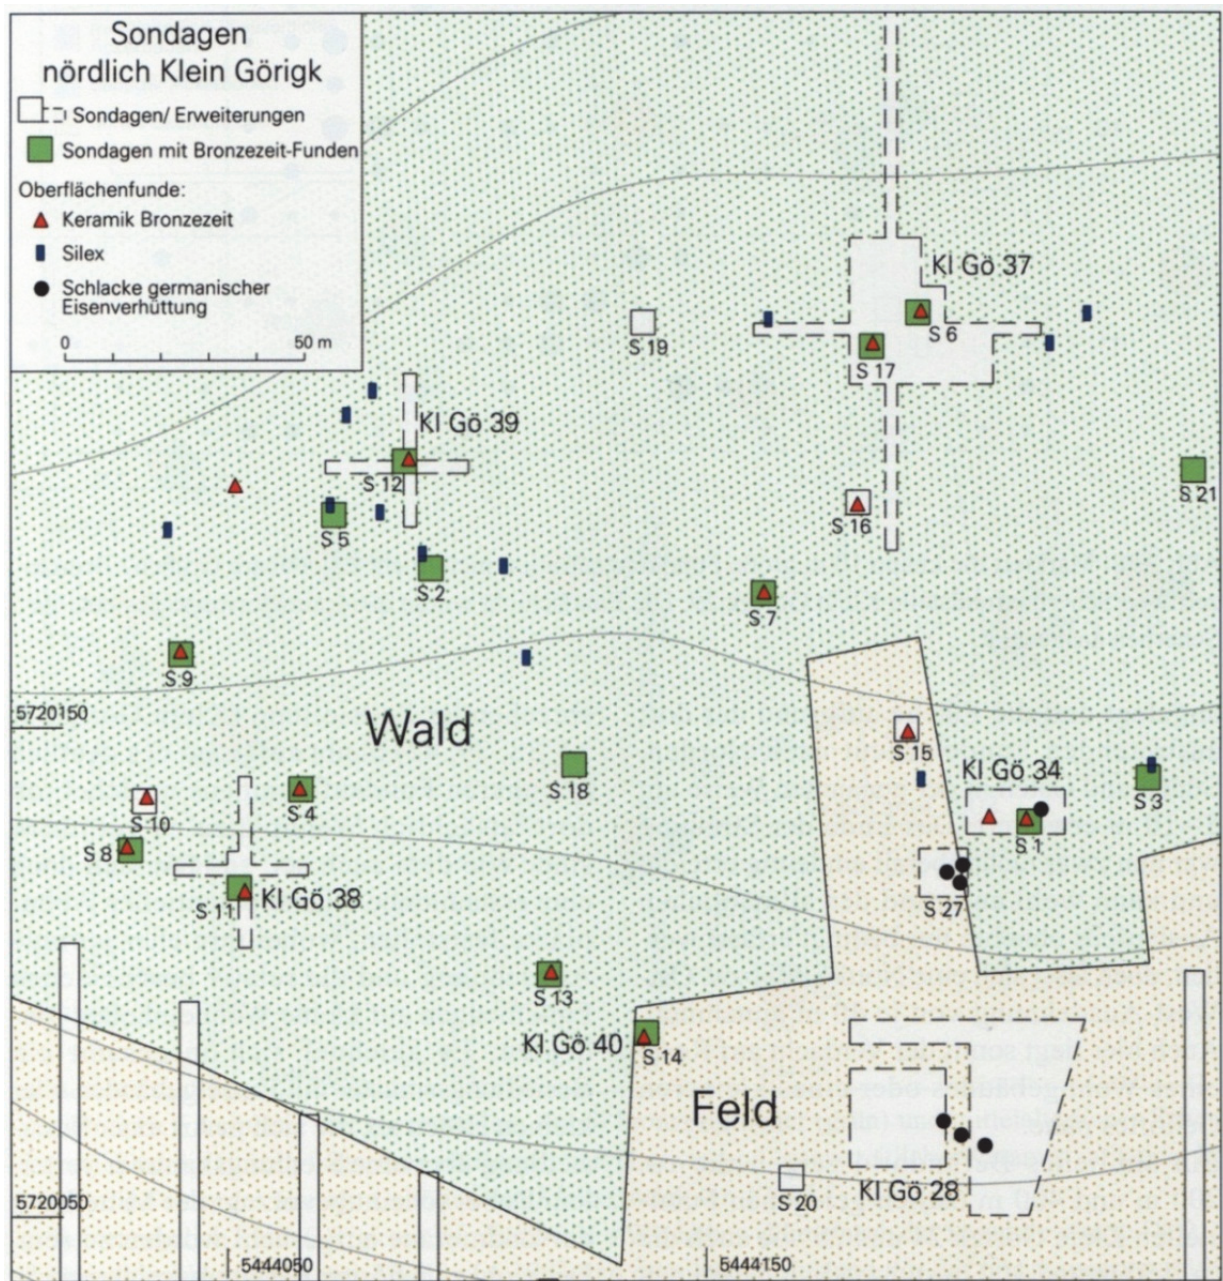 Sondagen
nördlich Klein Görigk
Sondagen/ Erweiterungen
Sondagen mit Bronzezeit-Funden
Oberflächenfunde:
Keramik Bronzezeit
Silex
Schlacke germanischer
Eisenverhüttung
0 50 m
Kl Gö 37
S 6
S 19
S 17
Kl Gö 39
S 12
S 21
S 16
S 5
S 2
S 7
S 9
5720150
Wald
S 15
Kl Gö 34
S 18
S 3
S 4
S 10
S 1
S 8
Kl Gö 38
S 11
S 27
S 13
Kl Gö 40
S 14
Feld
Kl Gö 28
S 20
5720050
5444050
5444150